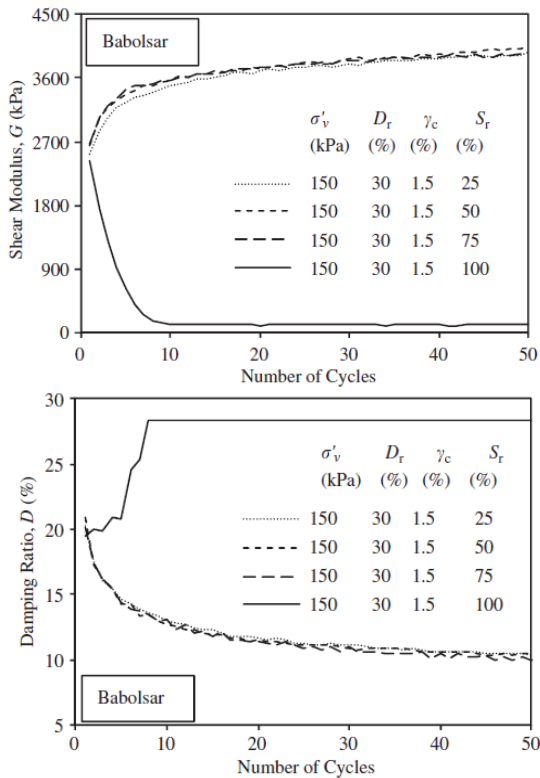 4500
Babolsar
3600
Shear Modulus, G (kPa)
σ'v Dr γc Sr
2700
(kPa) (%) (%) (%)
150 30 1.5 25
1800
150 30 1.5 50
150 30 1.5 75
900
150 30 1.5 100
0
0 10 20 30 40 50
Number of Cycles
30
σ'v Dr γc Sr
25
(kPa) (%) (%) (%)
Damping Ratio, D (%)
150 30 1.5 25
20
150 30 1.5 50
150 30 1.5 75
15
150 30 1.5 100
10
Babolsar
5
0 10 20 30 40 50
Number of Cycles